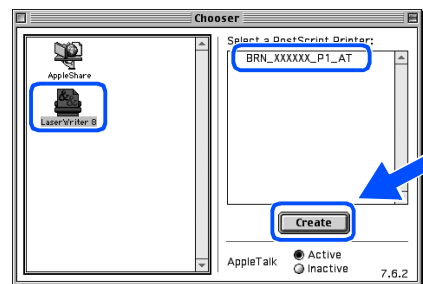 Chooser
AppleShare
LaserWriter 8
Select a PostScript Printer:
BRN_XXXXXX_P1_AT
Create
AppleTalk
Active
Inactive
7.6.2